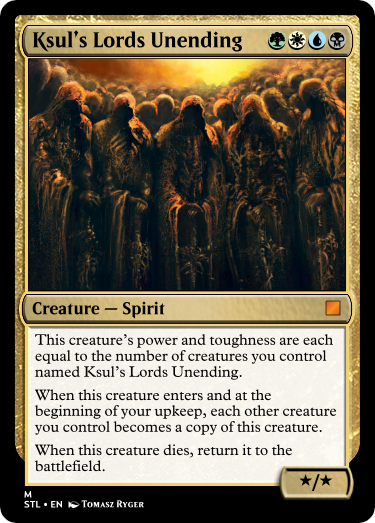 Ksul's Lords Unending
Creature — Spirit
This creature's power and toughness are each
equal to the number of creatures you control
named Ksul's Lords Unending.
When this creature enters and at the
beginning of your upkeep, each other creature
you control becomes a copy of this creature.
When this creature dies, return it to the
battlefield.
★/★
M
STL • EN Tomasz Ryger